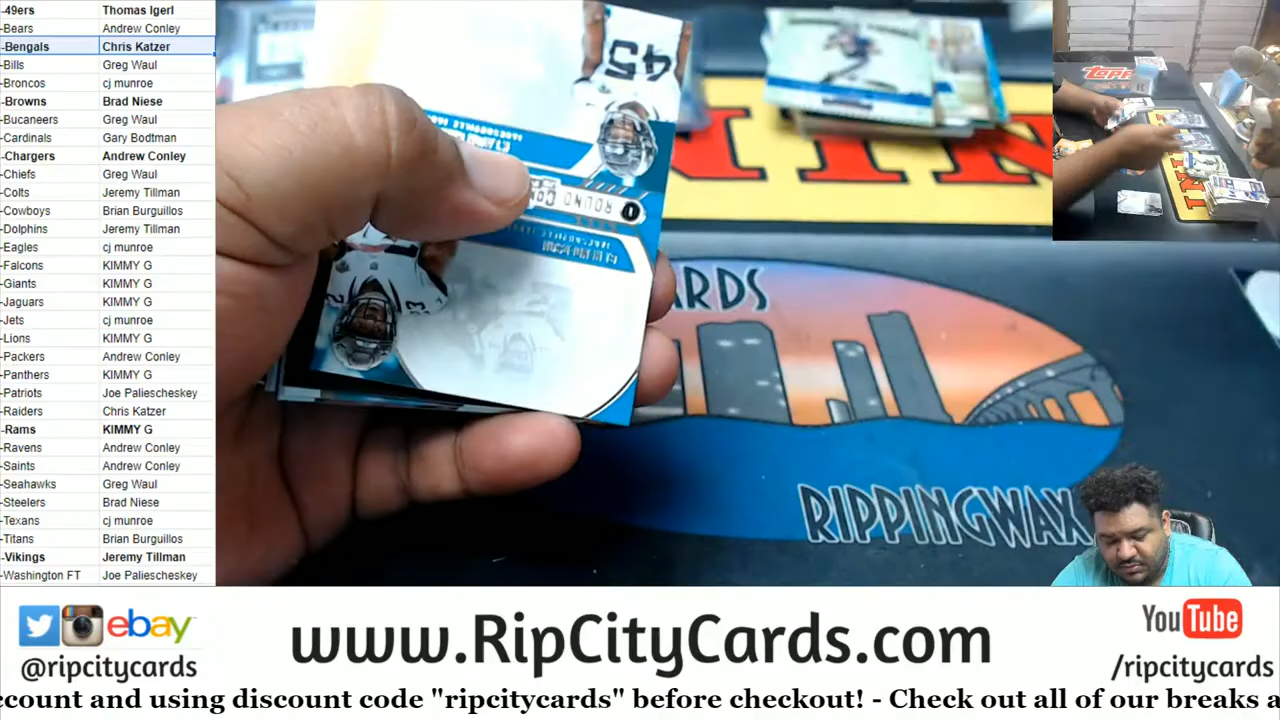 -49ers Thomas Igerl
-Bears Andrew Conley
-Bengals Chris Katzer
-Bills Greg Waul
-Broncos cj munroe
-Browns Brad Niese
-Bucaneers Greg Waul
-Cardinals Gary Bodtman
-Chargers Andrew Conley
-Chiefs Greg Waul
-Colts Jeremy Tillman
-Cowboys Brian Burguillos
-Dolphins Jeremy Tillman
-Eagles cj munroe
-Falcons KIMMY G
-Giants KIMMY G
-Jaguars KIMMY G
-Jets cj munroe
-Lions KIMMY G
-Packers Andrew Conley
-Panthers KIMMY G
-Patriots Joe Paliescheskey
-Raiders Chris Katzer
-Rams KIMMY G
-Ravens Andrew Conley
-Saints Andrew Conley
-Seahawks Greg Waul
-Steelers Brad Niese
-Texans cj munroe
-Titans Brian Burguillos
-Vikings Jeremy Tillman
-Washington FT Joe Paliescheskey
45
ROUND
ARDS
RIPPINGWAX
TOPPS
ebay
@ripcitycards
www.RipCityCards.com
YouTube
/ripcitycards
ccount and using discount code "ripcitycards" before checkout! - Check out all of our breaks a